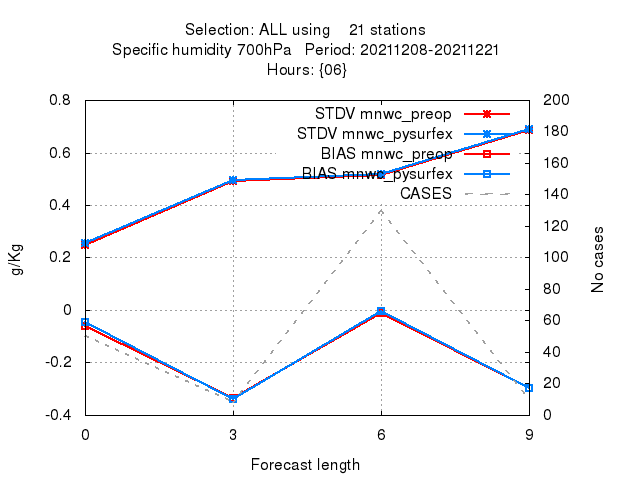 Selection: ALL using 21 stations
Specific humidity 700hPa Period: 20211208-20211221
Hours: {06}
STDV mnwc_preop
STDV mnwc_pysurfex
BIAS mnwc_preop
BIAS mnwc_pysurfex
CASES
g/Kg
0.8
0.6
0.4
0.2
0
-0.2
-0.4
No cases
200
180
160
140
120
100
80
60
40
20
0
0 3 6 9
Forecast length